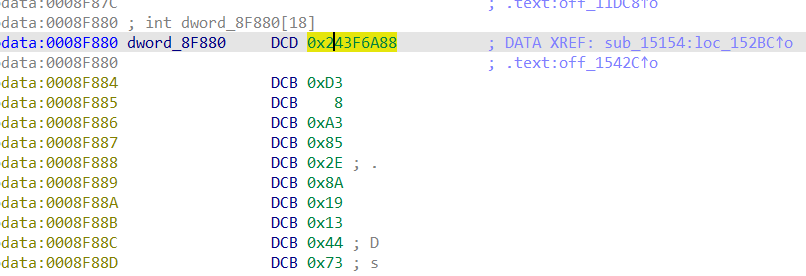 data:0008F87C ; .text:off_11DC8↑o
data:0008F880 ; int dword_8F880[18]
data:0008F880 dword_8F880 DCD 0x243F6A88 ; DATA XREF: sub_15154:loc_152BC↑o
data:0008F880 ; .text:off_1542C↑o
data:0008F884 DCB 0xD3
data:0008F885 DCB 8
data:0008F886 DCB 0xA3
data:0008F887 DCB 0x85
data:0008F888 DCB 0x2E ; .
data:0008F889 DCB 0x8A
data:0008F88A DCB 0x19
data:0008F88B DCB 0x13
data:0008F88C DCB 0x44 ; D
data:0008F88D DCB 0x73 ; s